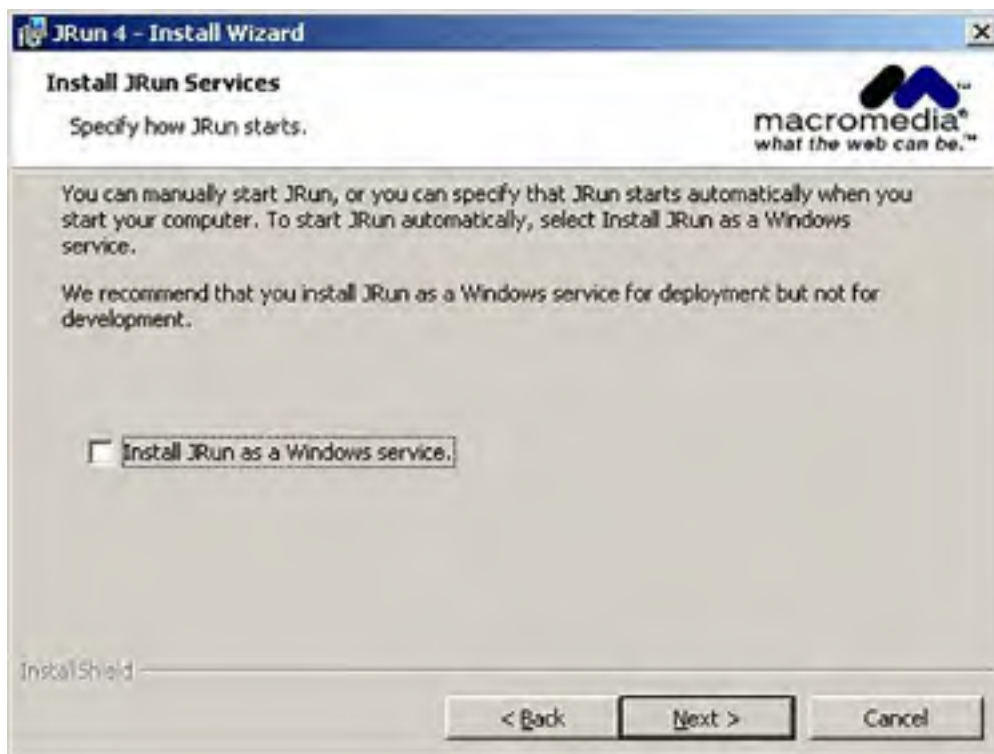 JRun 4 - Install Wizard
Install JRun Services
Specify how JRun starts.
macromedia®
what the web can be.™
You can manually start JRun, or you can specify that JRun starts automatically when you
start your computer. To start JRun automatically, select Install JRun as a Windows
service.
We recommend that you install JRun as a Windows service for deployment but not for
development.
Install JRun as a Windows service.
InstallShield
< Back
Next >
Cancel